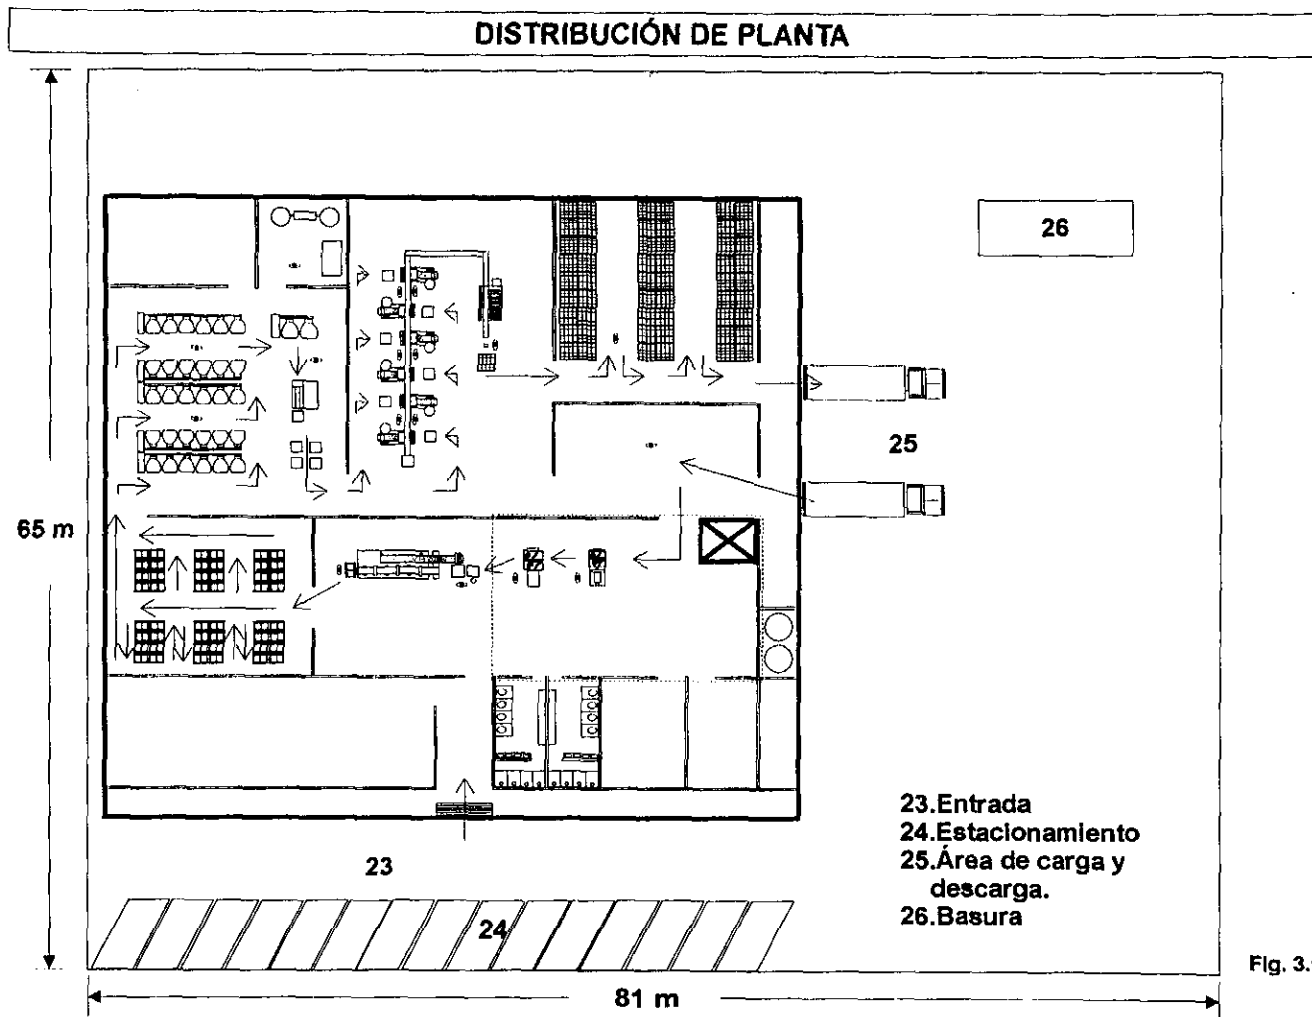 DISTRIBUCIÓN DE PLANTA
26
25
65 m
23.Entrada
24.Estacionamiento
25.Área de carga y
descarga.
26.Basura
23
24
Fig. 3.
81 m